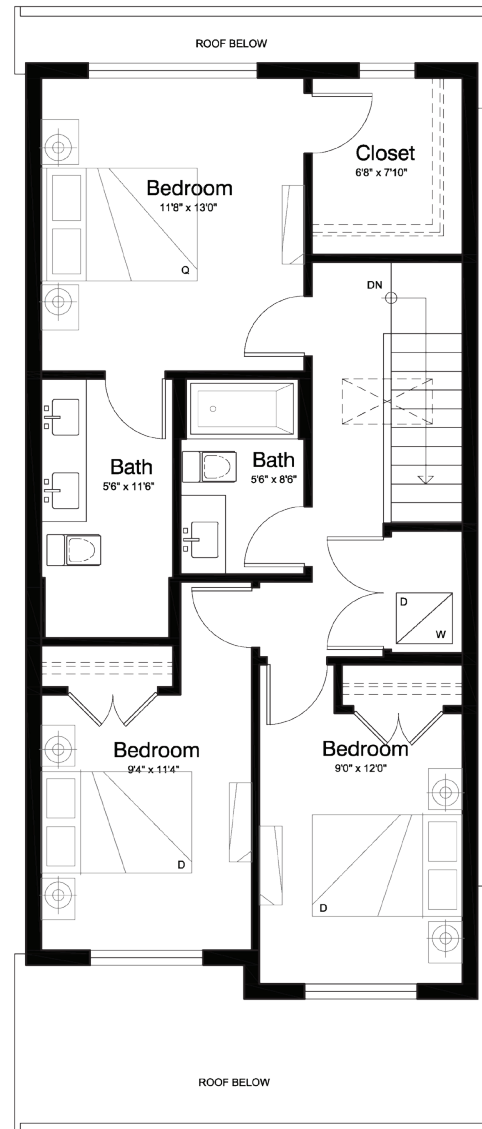 ROOF BELOW
Closet
6'8" x 7'10"
Bedroom
11'8" x 13'0"
Q
DN
Bath
5'6" x 11'6"
Bath
5'6" x 8'6"
D
W
Bedroom
9'4" x 11'4"
D
Bedroom
9'0" x 12'0"
D
ROOF BELOW